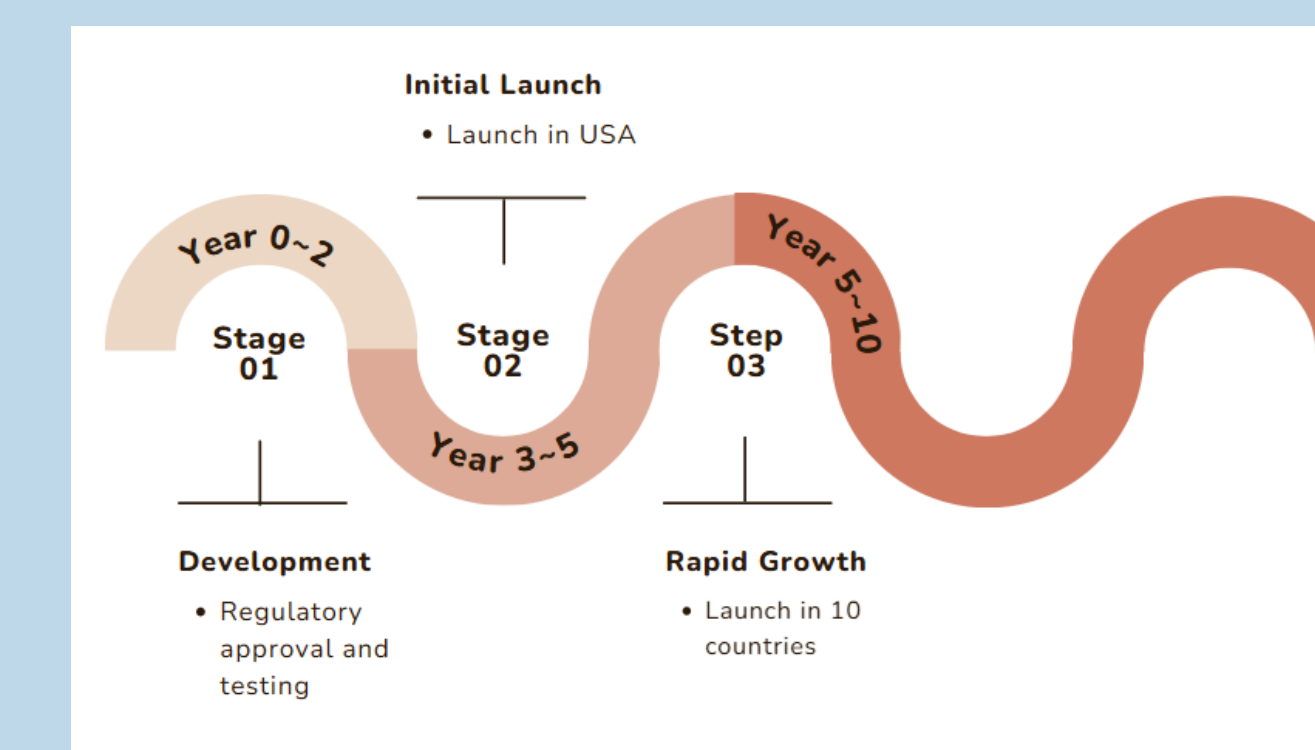 Initial Launch
• Launch in USA
Year 0~2
Stage
01
Stage
02
Year 3~5
Step
03
Year 5~10
Development
• Regulatory
approval and
testing
Rapid Growth
• Launch in 10
countries